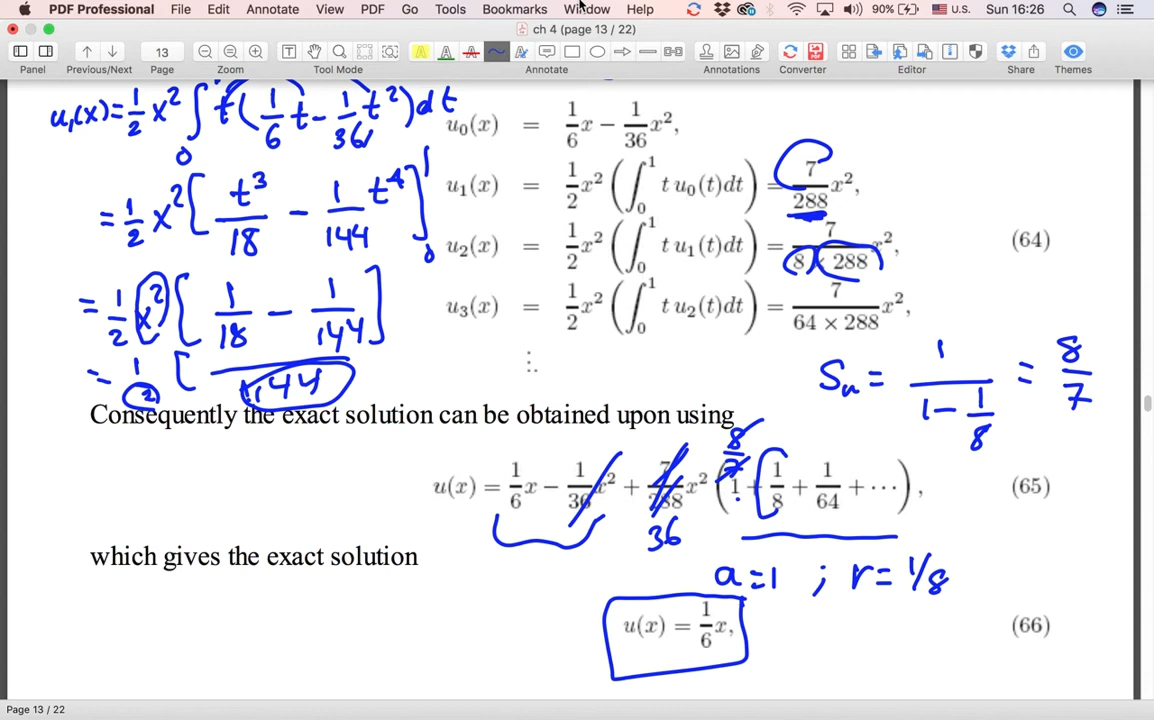 PDF Professional File Edit Annotate View PDF Go Tools Bookmarks Window Help 90% U.S. Sun 16:26
ch 4 (page 13 / 22)
13
Panel Previous/Next Page Zoom Tool Mode Annotate Annotations Converter Editor Share Themes
u₁(x) = 1/2 x² ∫₀¹ t(1/6 t − 1/36 t²)dt
= 1/2 x² [t³/18 − 1/144 t⁴]₀¹
= 1/2 x² [1/18 − 1/144]
= 1/2 [ /144
u₀(x) = 1/6 x − 1/36 x²,
u₁(x) = 1/2 x² (∫₀¹ t u₀(t)dt) = 7/288 x²,
u₂(x) = 1/2 x² (∫₀¹ t u₁(t)dt) = 7/(8 × 288) x²,
(64)
u₃(x) = 1/2 x² (∫₀¹ t u₂(t)dt) = 7/(64 × 288) x²,
⋮
Sn = 1/(1 − 1/8) = 8/7
Consequently the exact solution can be obtained upon using
8/7
u(x) = 1/6 x − 1/36 x² + 7/288 x² (1 + 1/8 + 1/64 + ⋯), (65)
36
which gives the exact solution
a=1 ; r= 1/8
u(x) = 1/6 x, (66)
Page 13 / 22